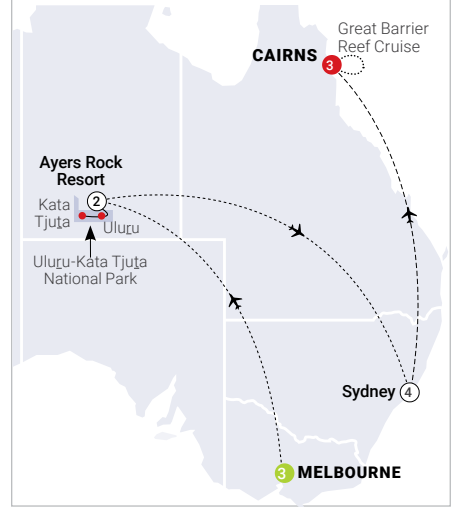 Great Barrier
Reef Cruise
CAIRNS 3
Ayers Rock
Resort
2
Kata
Tjuṯa
Uluṟu
Uluṟu-Kata Tjuṯa
National Park
Sydney 4
3 MELBOURNE